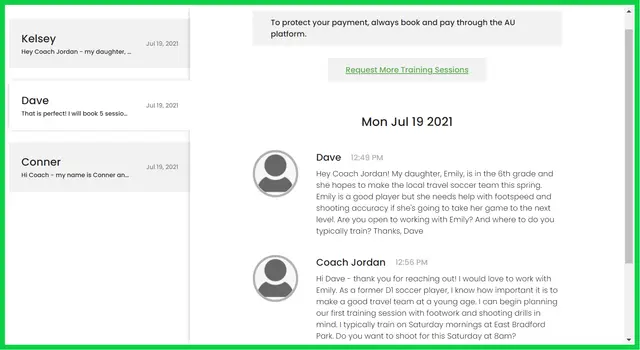 Kelsey
Jul 19, 2021
Hey Coach Jordan - my daughter, ...
Dave
Jul 19, 2021
That is perfect! I will book 5 sessio...
Conner
Jul 19, 2021
Hi Coach - my name is Conner an...
To protect your payment, always book and pay through the AU
platform.
Request More Training Sessions
Mon Jul 19 2021
Dave 12:49 PM
Hey Coach Jordan! My daughter, Emily, is in the 6th grade and
she hopes to make the local travel soccer team this spring.
Emily is a good player but she needs help with footspeed and
shooting accuracy if she's going to take her game to the next
level. Are you open to working with Emily? And where to do you
typically train? Thanks, Dave
Coach Jordan 12:56 PM
Hi Dave - thank you for reaching out! I would love to work with
Emily. As a former D1 soccer player, I know how important it is to
make a good travel team at a young age. I can begin planning
our first training session with footwork and shooting drills in
mind. I typically train on Saturday mornings at East Bradford
Park. Do you want to shoot for this Saturday at 8am?